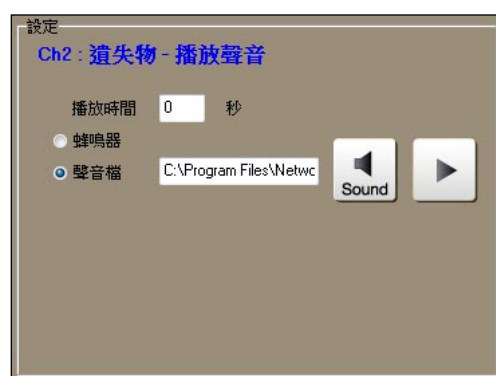 設定
Ch2 : 遺失物 - 播放聲音
播放時間 0 秒
蜂鳴器
聲音檔 C:\Program Files\Netwc
Sound